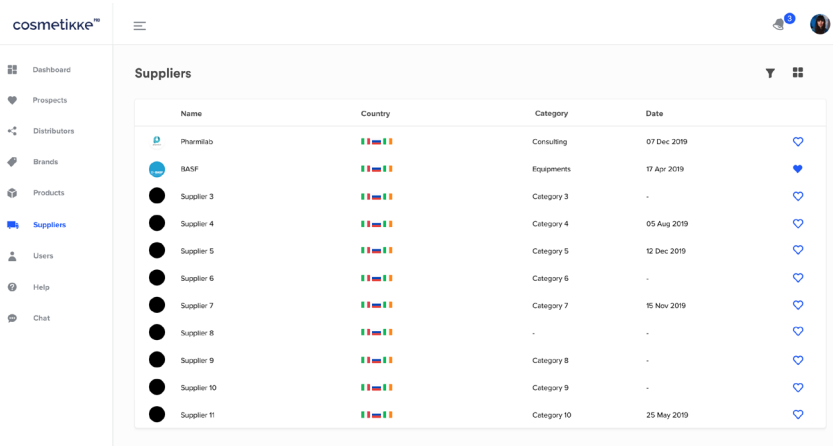 cosmetikke™
3
Dashboard
Prospects
Distributors
Brands
Products
Suppliers
Users
Help
Chat
Suppliers
Name Country Category Date
Pharmilab Consulting 07 Dec 2019
BASF Equipments 17 Apr 2019
Supplier 3 Category 3 -
Supplier 4 Category 4 05 Aug 2019
Supplier 5 Category 5 12 Dec 2019
Supplier 6 Category 6 -
Supplier 7 Category 7 15 Nov 2019
Supplier 8 - -
Supplier 9 Category 8 -
Supplier 10 Category 9 -
Supplier 11 Category 10 25 May 2019